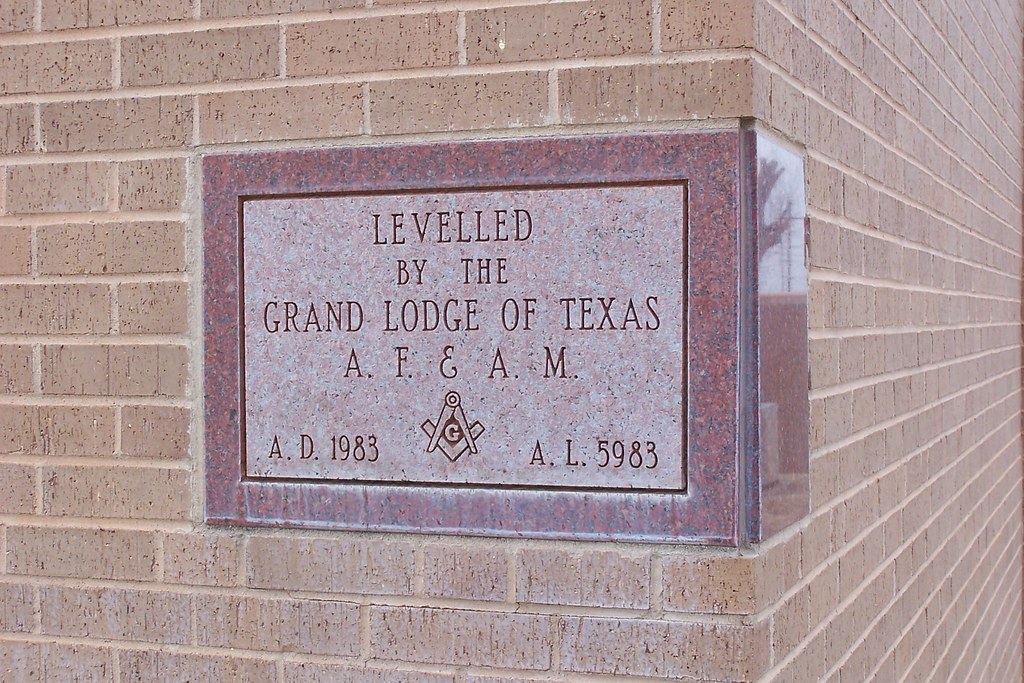 LEVELLED
BY THE
GRAND LODGE OF TEXAS
A. F. & A. M.
G
A. D. 1983 A. L. 5983